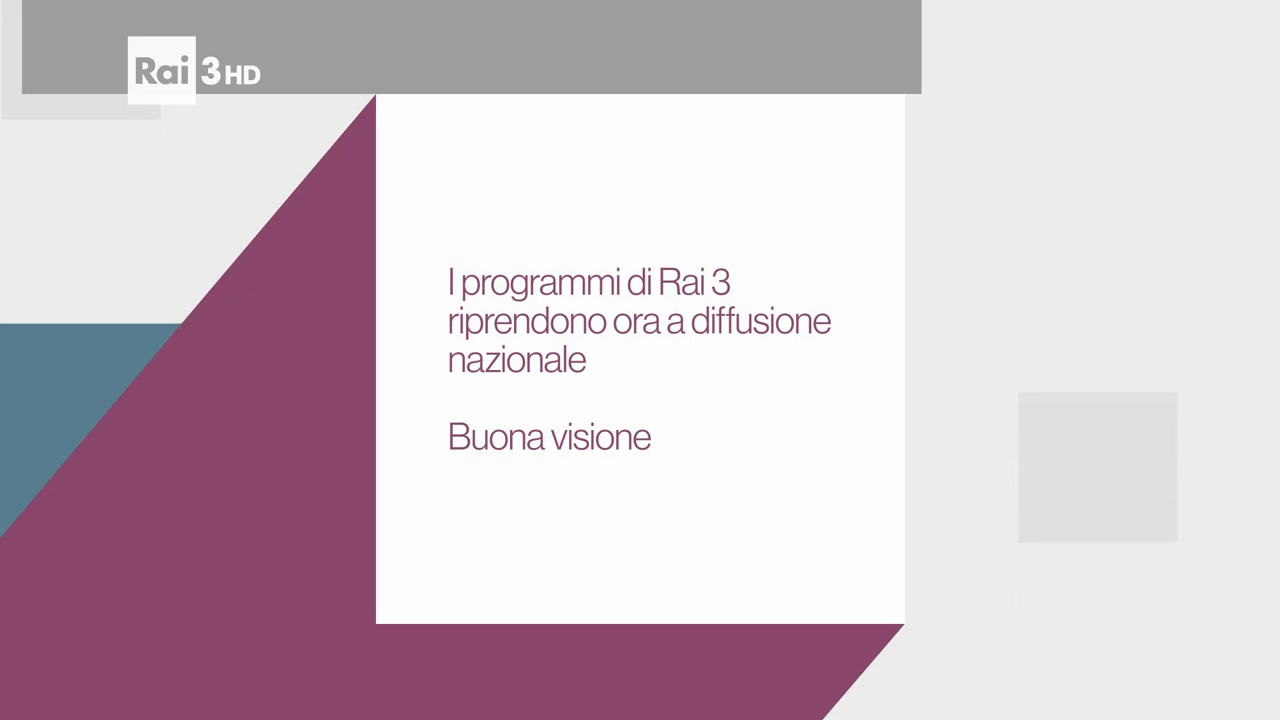 Rai 3 HD
I programmi di Rai 3
riprendono ora a diffusione
nazionale
Buona visione